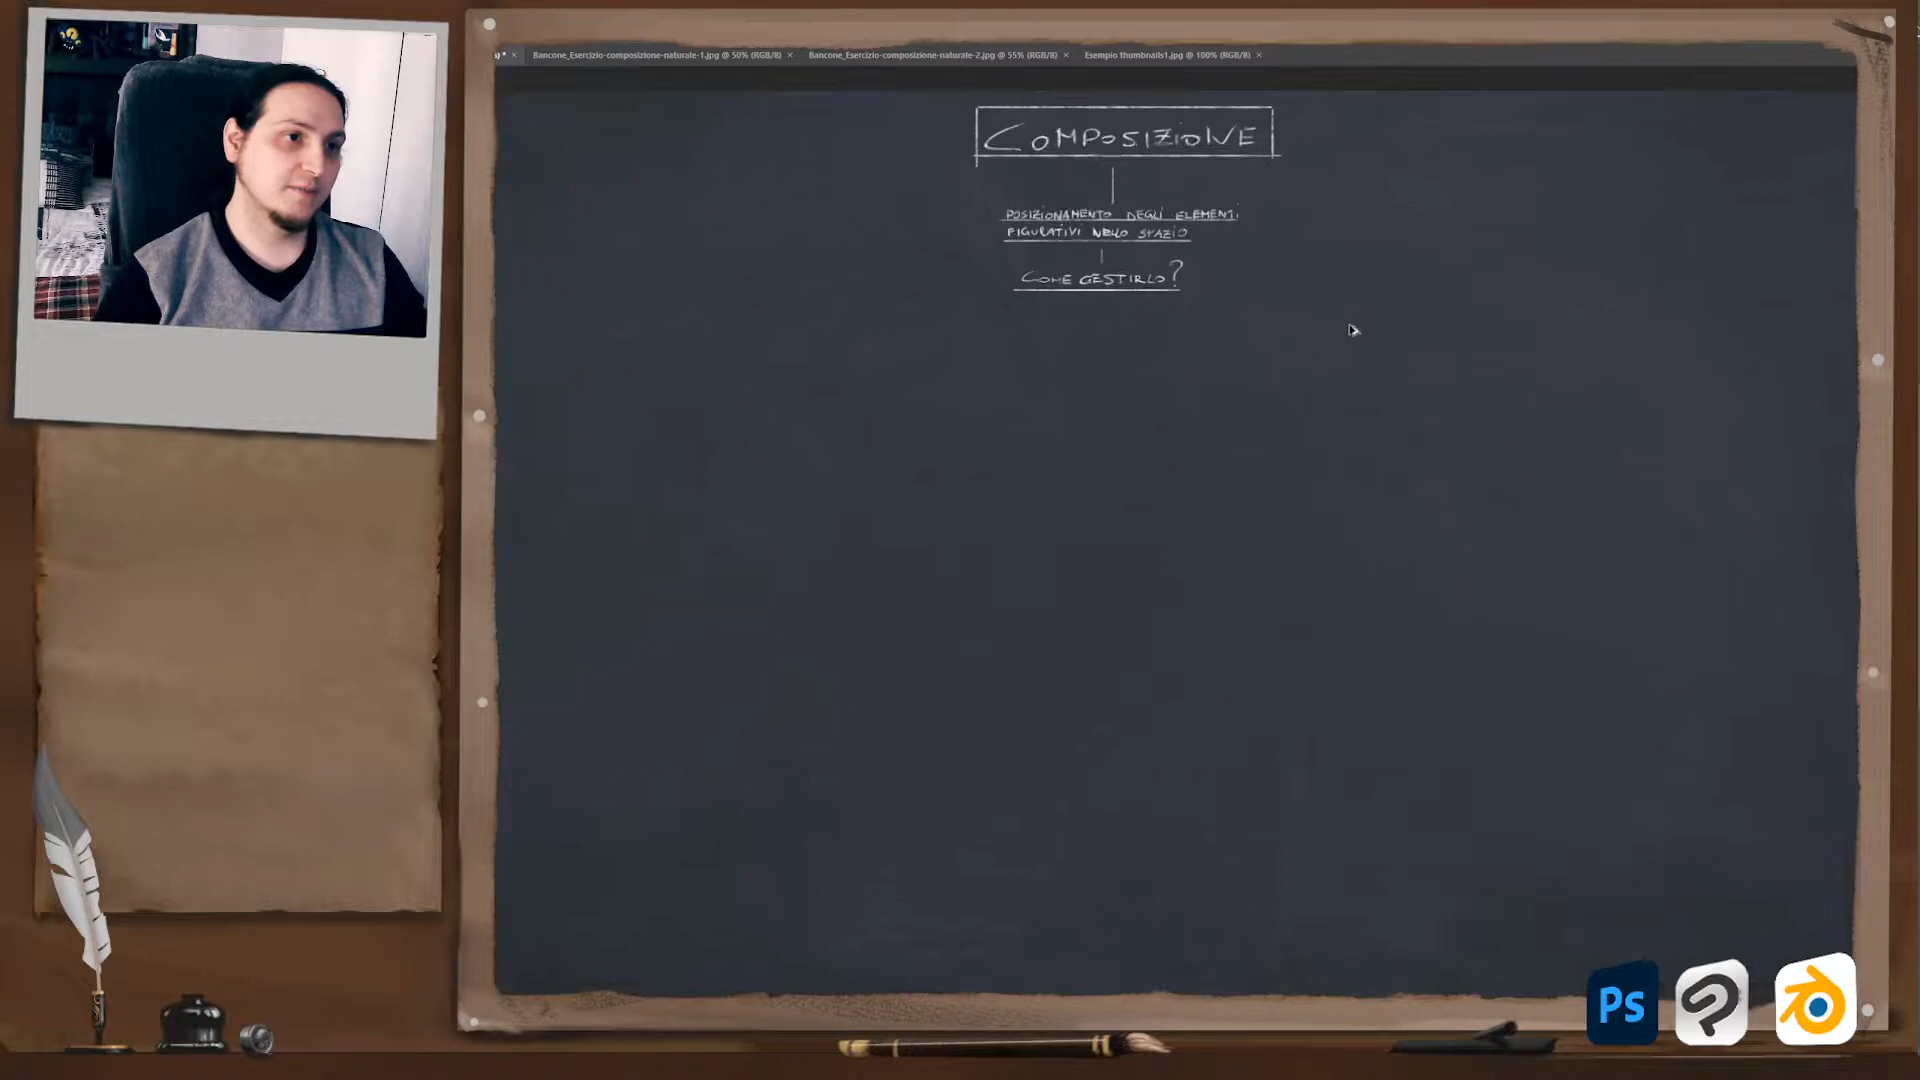 Bancone_Esercizio-composizione-naturale-1.jpg @ 50% (RGB/8) × Bancone_Esercizio-composizione-naturale-2.jpg @ 55% (RGB/8) × Esempio thumbnails1.jpg @ 100% (RGB/8) ×
COMPOSIZIONE
POSIZIONAMENTO DEGLI ELEMENTI
FIGURATIVI NELLO SPAZIO
COME GESTIRLO?
Ps